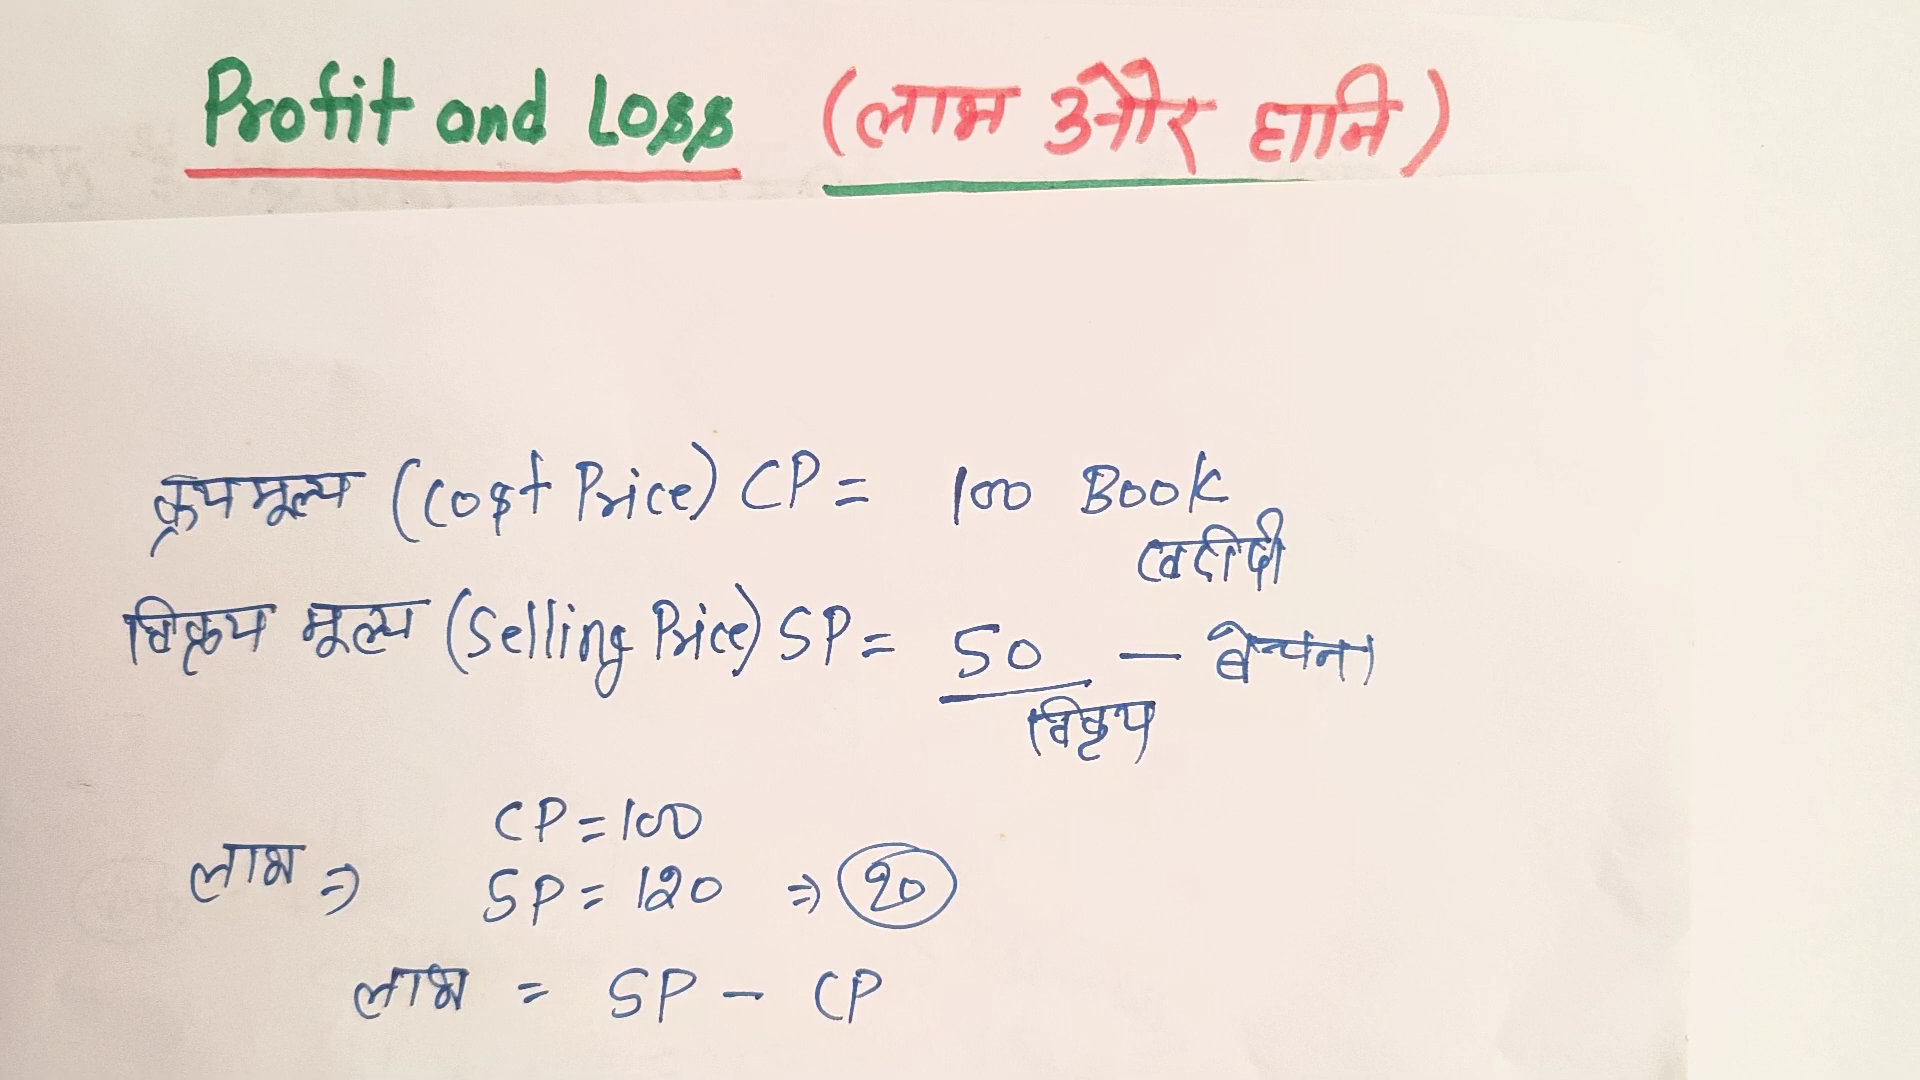 Profit and Loss (लाभ और हानि)
क्रय मूल्य (Cost Price) CP = 100 Book
खरीदी
विक्रय मूल्य (Selling Price) SP = 50 — बेचना
विक्रय
CP = 100
लाभ ⇒ SP = 120 ⇒ 20
लाभ = SP - CP